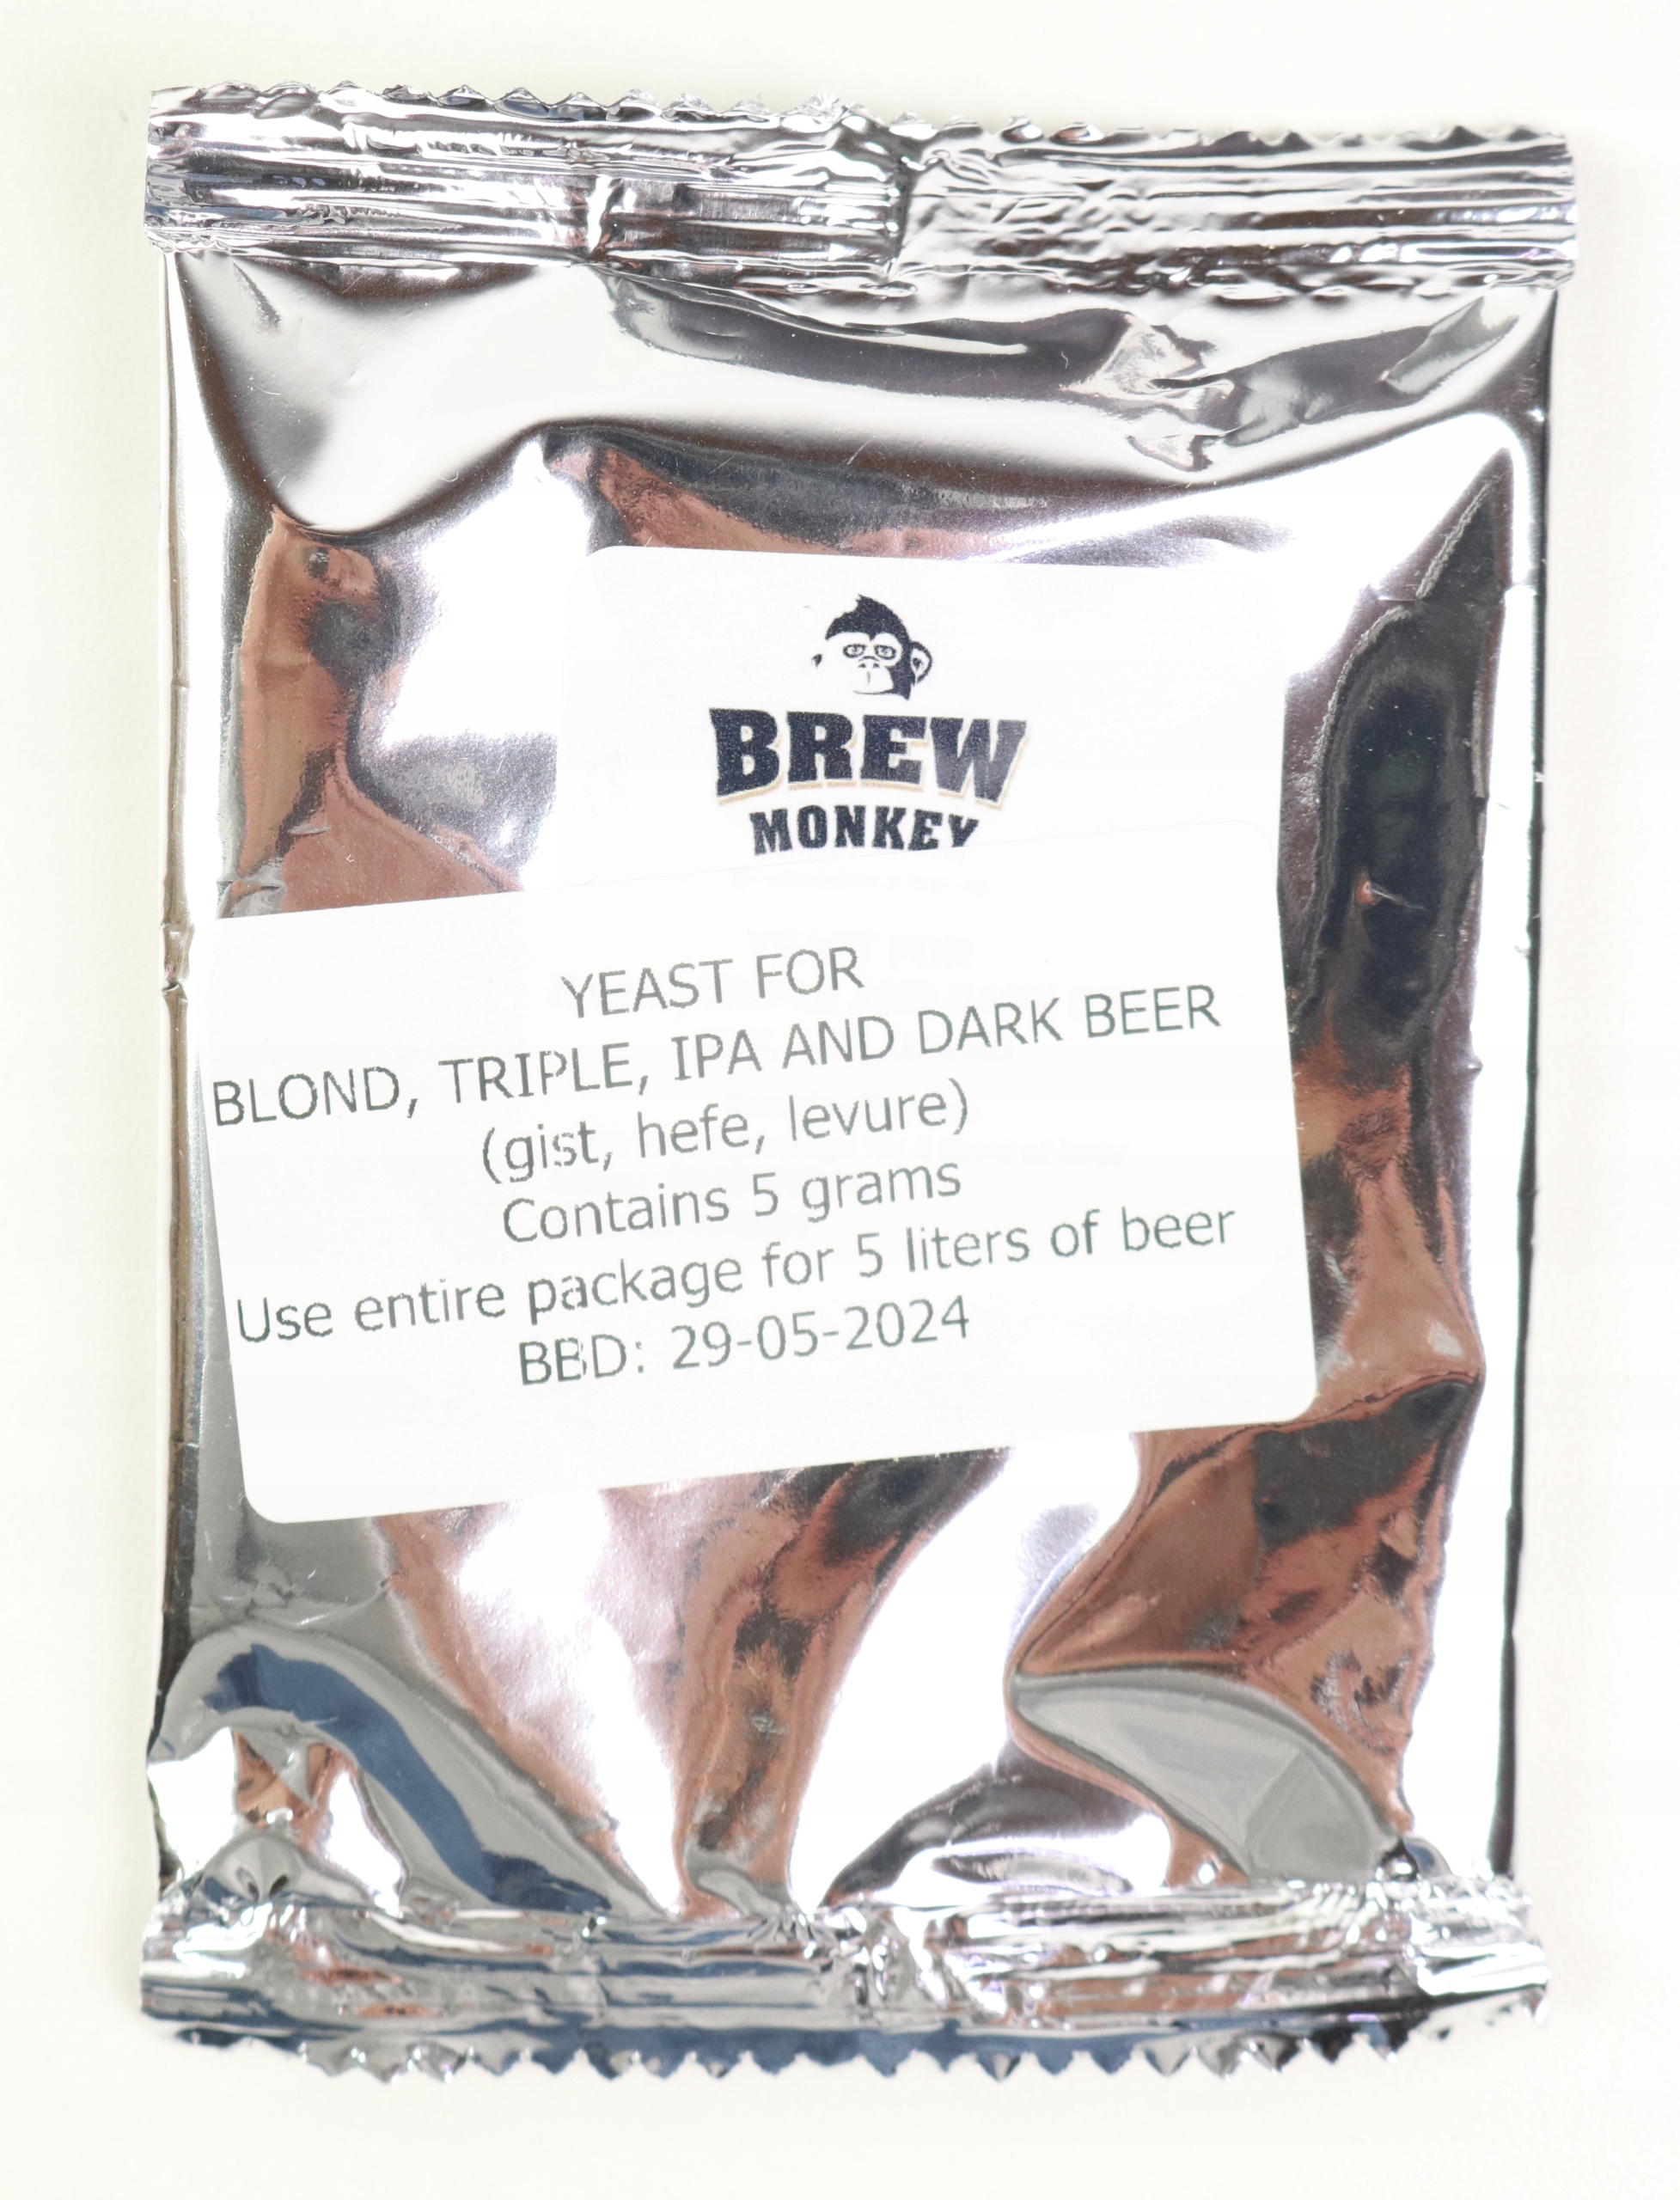 BREW
MONKEY
YEAST FOR
BLOND, TRIPLE, IPA AND DARK BEER
(gist, hefe, levure)
Contains 5 grams
Use entire package for 5 liters of beer
BBD: 29-05-2024